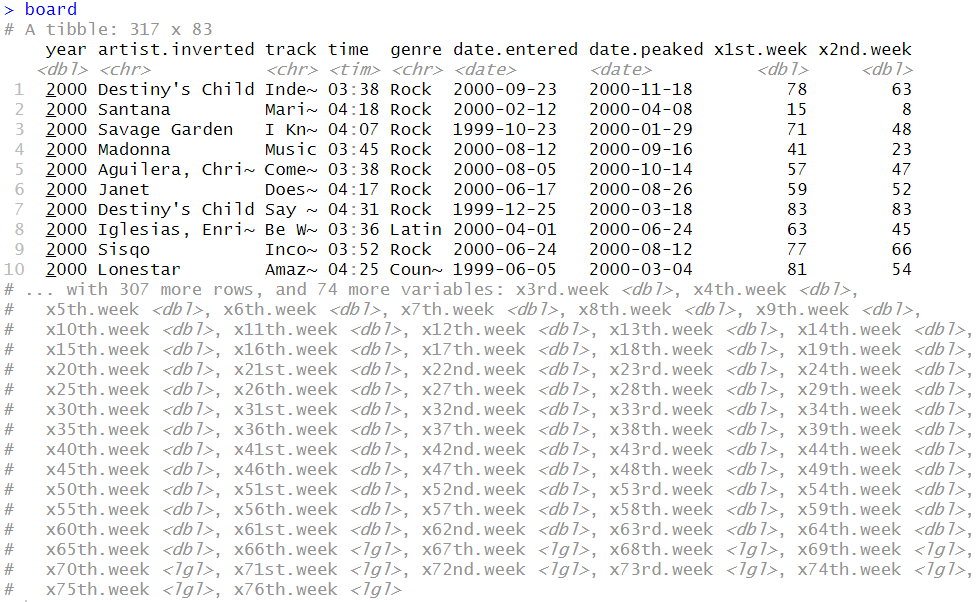 > board
# A tibble: 317 x 83
year artist.inverted track time genre date.entered date.peaked x1st.week x2nd.week
<dbl> <chr> <chr> <tim> <chr> <date> <date> <dbl> <dbl>
1 2000 Destiny's Child Inde~ 03:38 Rock 2000-09-23 2000-11-18 78 63
2 2000 Santana Mari~ 04:18 Rock 2000-02-12 2000-04-08 15 8
3 2000 Savage Garden I Kn~ 04:07 Rock 1999-10-23 2000-01-29 71 48
4 2000 Madonna Music 03:45 Rock 2000-08-12 2000-09-16 41 23
5 2000 Aguilera, Chri~ Come~ 03:38 Rock 2000-08-05 2000-10-14 57 47
6 2000 Janet Does~ 04:17 Rock 2000-06-17 2000-08-26 59 52
7 2000 Destiny's Child Say ~ 04:31 Rock 1999-12-25 2000-03-18 83 83
8 2000 Iglesias, Enri~ Be W~ 03:36 Latin 2000-04-01 2000-06-24 63 45
9 2000 Sisqo Inco~ 03:52 Rock 2000-06-24 2000-08-12 77 66
10 2000 Lonestar Amaz~ 04:25 Coun~ 1999-06-05 2000-03-04 81 54
# ... with 307 more rows, and 74 more variables: x3rd.week <dbl>, x4th.week <dbl>,
# x5th.week <dbl>, x6th.week <dbl>, x7th.week <dbl>, x8th.week <dbl>, x9th.week <dbl>,
# x10th.week <dbl>, x11th.week <dbl>, x12th.week <dbl>, x13th.week <dbl>, x14th.week <dbl>,
# x15th.week <dbl>, x16th.week <dbl>, x17th.week <dbl>, x18th.week <dbl>, x19th.week <dbl>,
# x20th.week <dbl>, x21st.week <dbl>, x22nd.week <dbl>, x23rd.week <dbl>, x24th.week <dbl>,
# x25th.week <dbl>, x26th.week <dbl>, x27th.week <dbl>, x28th.week <dbl>, x29th.week <dbl>,
# x30th.week <dbl>, x31st.week <dbl>, x32nd.week <dbl>, x33rd.week <dbl>, x34th.week <dbl>,
# x35th.week <dbl>, x36th.week <dbl>, x37th.week <dbl>, x38th.week <dbl>, x39th.week <dbl>,
# x40th.week <dbl>, x41st.week <dbl>, x42nd.week <dbl>, x43rd.week <dbl>, x44th.week <dbl>,
# x45th.week <dbl>, x46th.week <dbl>, x47th.week <dbl>, x48th.week <dbl>, x49th.week <dbl>,
# x50th.week <dbl>, x51st.week <dbl>, x52nd.week <dbl>, x53rd.week <dbl>, x54th.week <dbl>,
# x55th.week <dbl>, x56th.week <dbl>, x57th.week <dbl>, x58th.week <dbl>, x59th.week <dbl>,
# x60th.week <dbl>, x61st.week <dbl>, x62nd.week <dbl>, x63rd.week <dbl>, x64th.week <dbl>,
# x65th.week <dbl>, x66th.week <lgl>, x67th.week <lgl>, x68th.week <lgl>, x69th.week <lgl>,
# x70th.week <lgl>, x71st.week <lgl>, x72nd.week <lgl>, x73rd.week <lgl>, x74th.week <lgl>,
# x75th.week <lgl>, x76th.week <lgl>